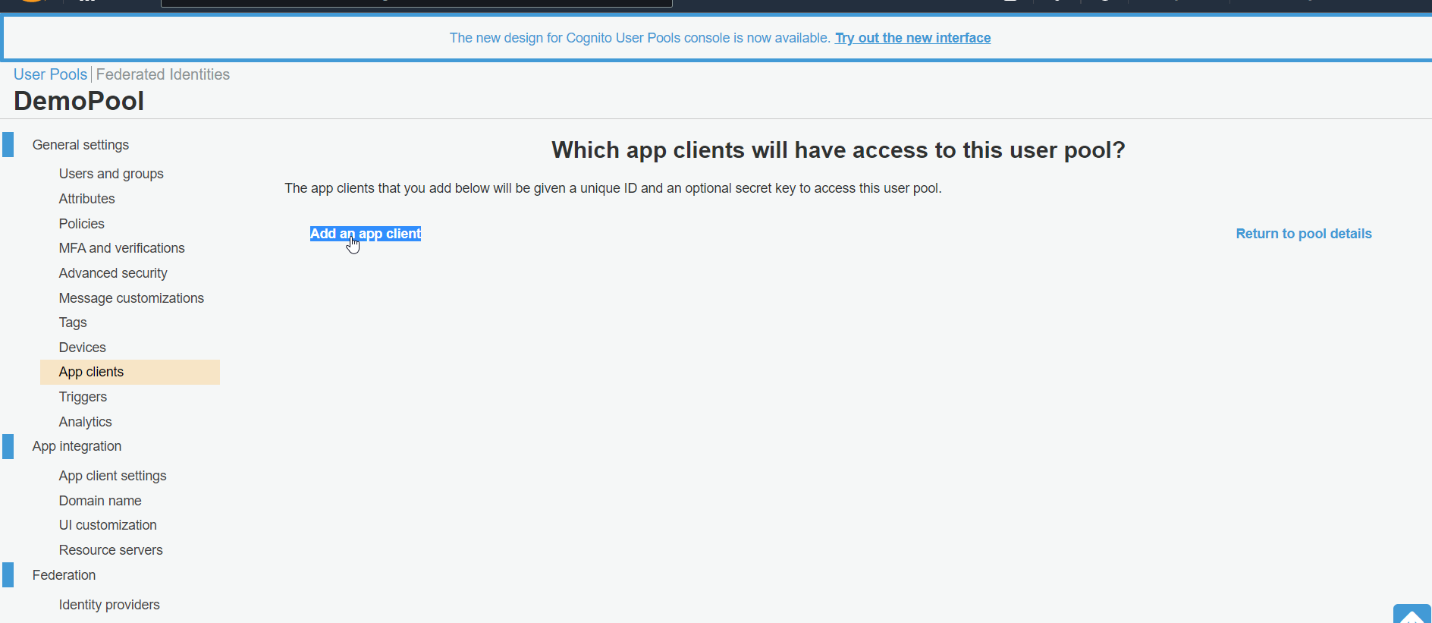 The new design for Cognito User Pools console is now available. Try out the new interface
User Pools | Federated Identities
DemoPool
General settings
Users and groups
Attributes
Policies
MFA and verifications
Advanced security
Message customizations
Tags
Devices
App clients
Triggers
Analytics
App integration
App client settings
Domain name
UI customization
Resource servers
Federation
Identity providers
Which app clients will have access to this user pool?
The app clients that you add below will be given a unique ID and an optional secret key to access this user pool.
Add an app client
Return to pool details